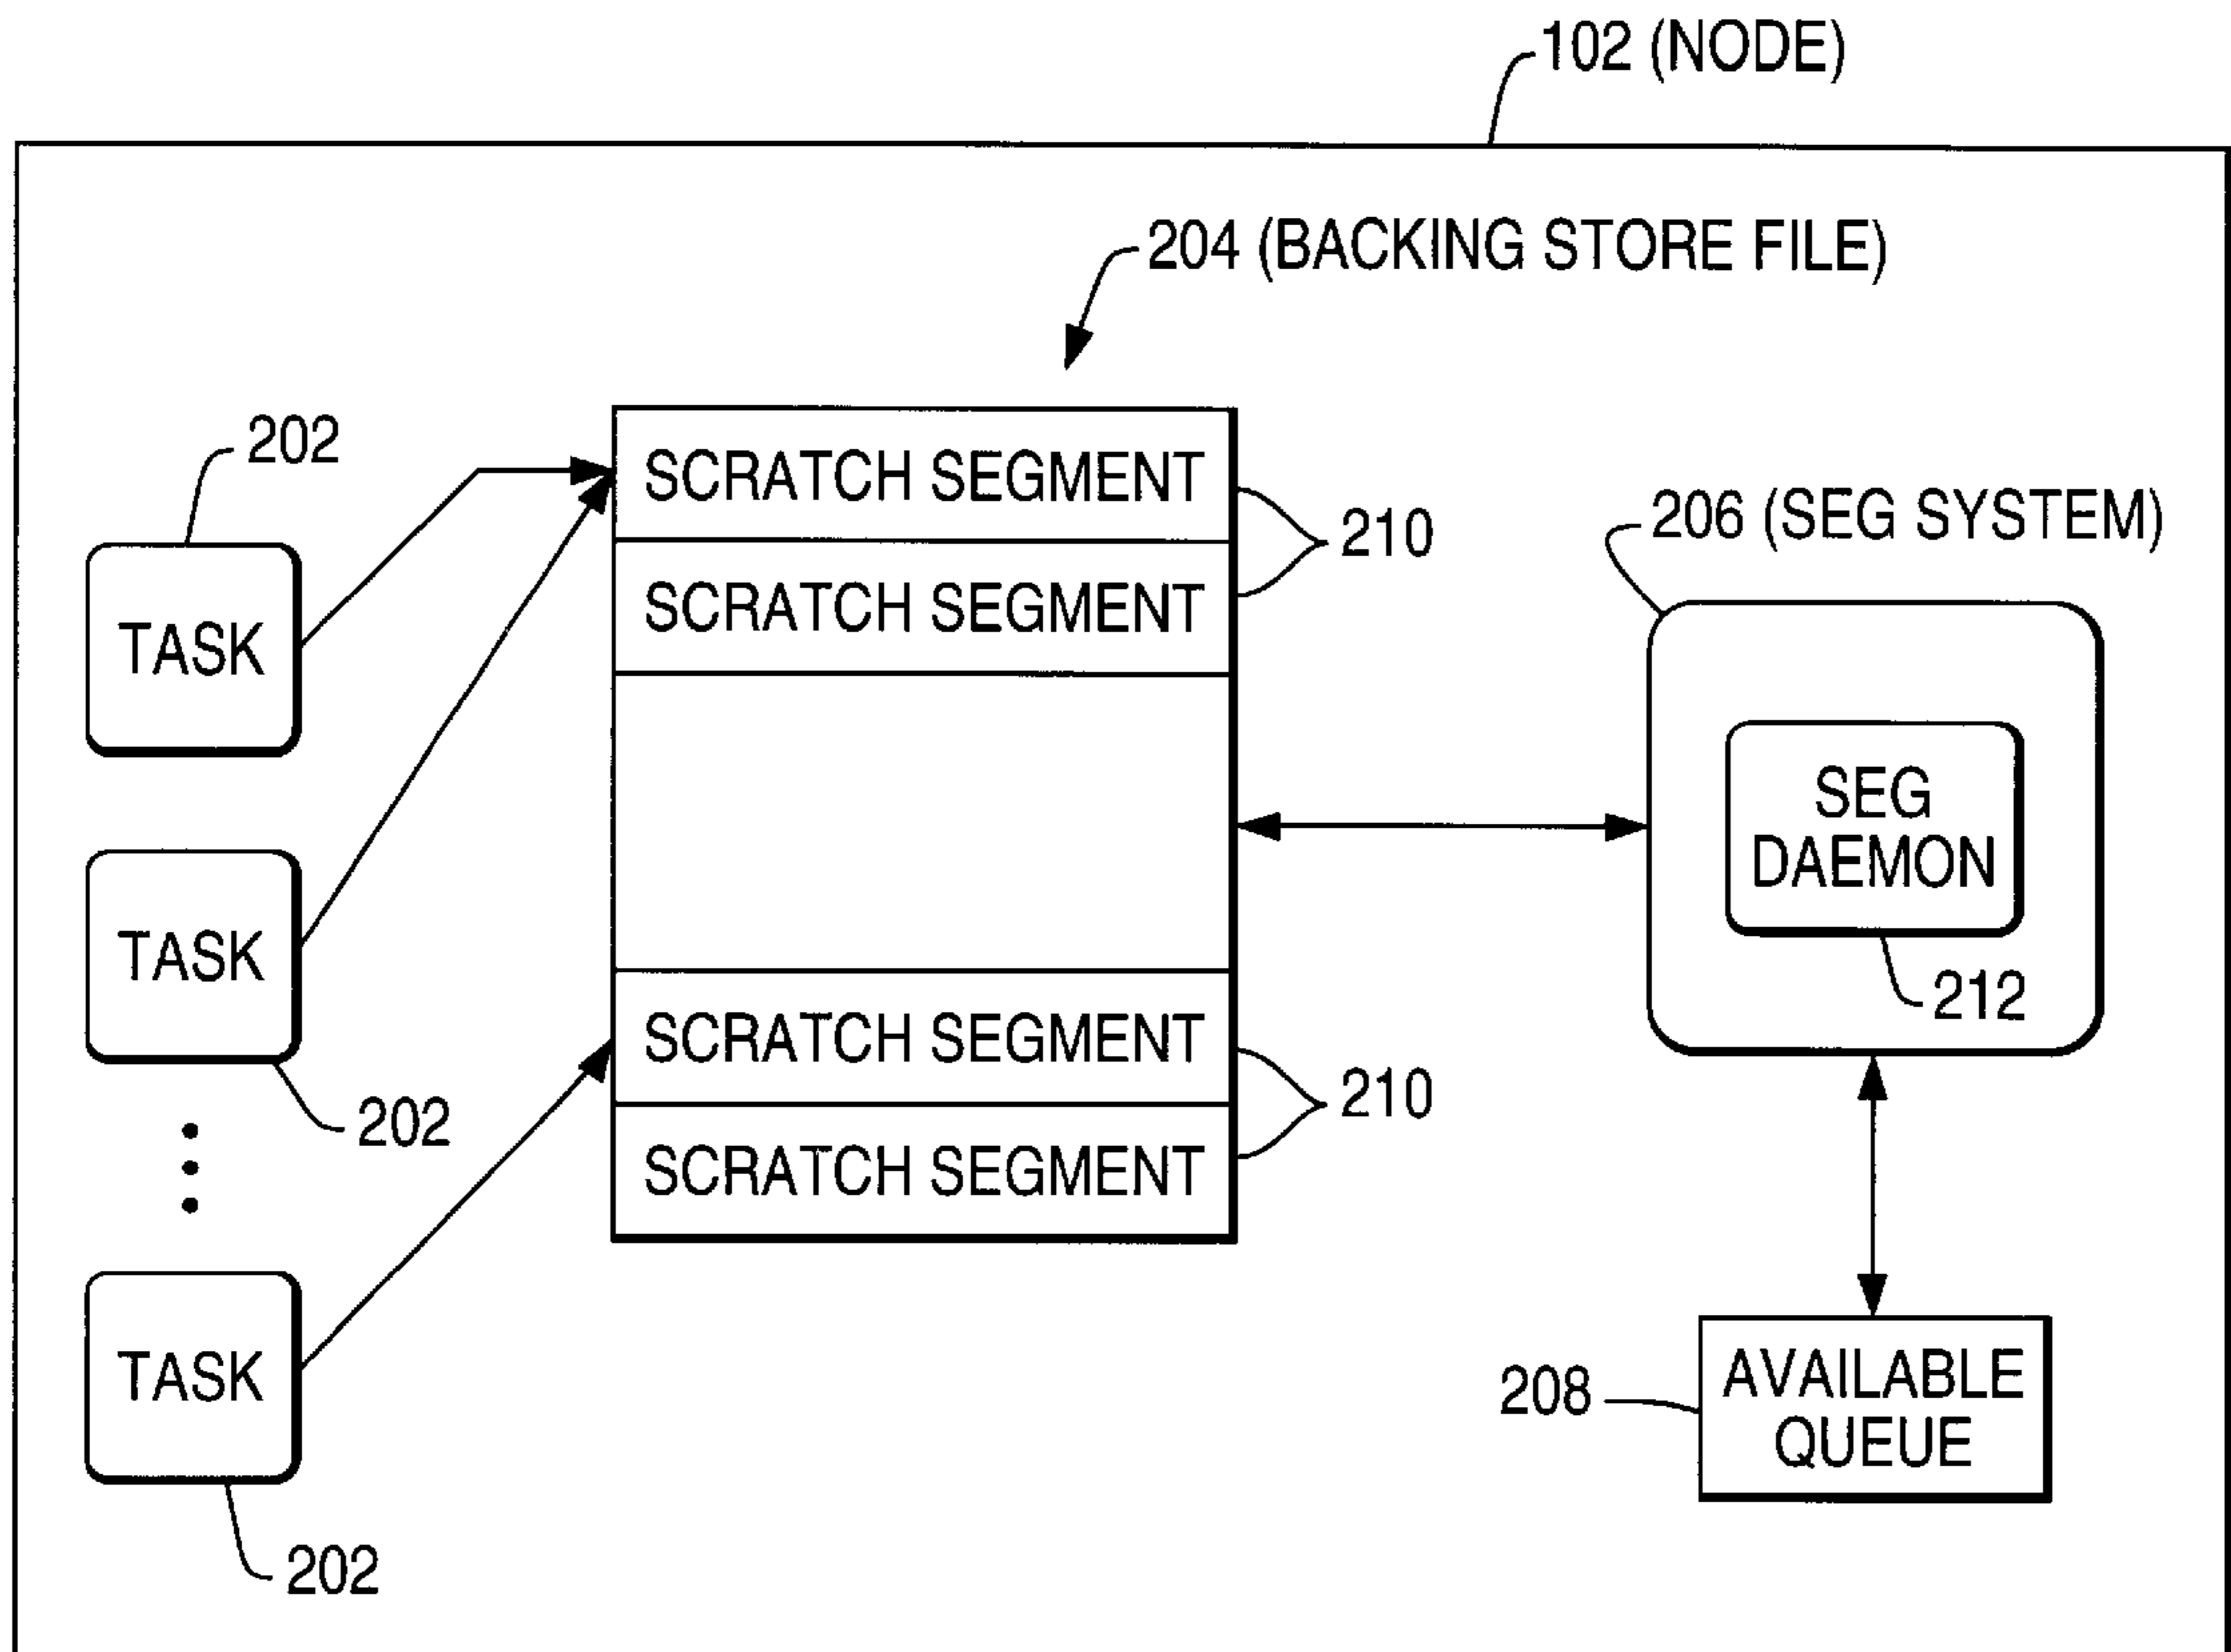 102 (NODE)
204 (BACKING STORE FILE)
202
TASK
TASK
202
TASK
202
SCRATCH SEGMENT
SCRATCH SEGMENT
210
SCRATCH SEGMENT
SCRATCH SEGMENT
210
206 (SEG SYSTEM)
SEG
DAEMON
212
208
AVAILABLE
QUEUE